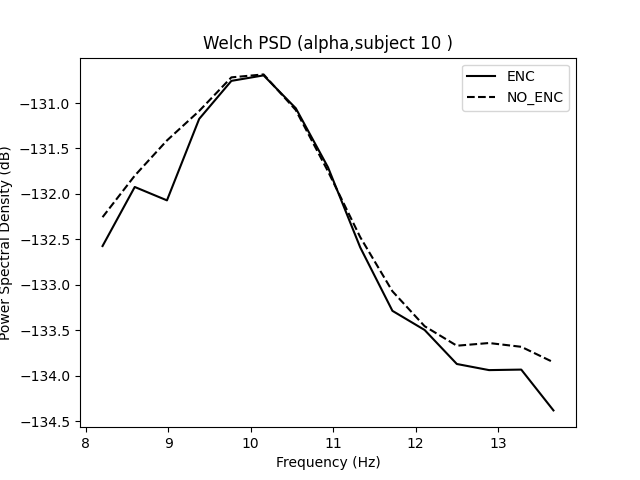 Welch PSD (alpha,subject 10 )
ENC
NO_ENC
Power Spectral Density (dB)
−131.0
−131.5
−132.0
−132.5
−133.0
−133.5
−134.0
−134.5
8 9 10 11 12 13
Frequency (Hz)